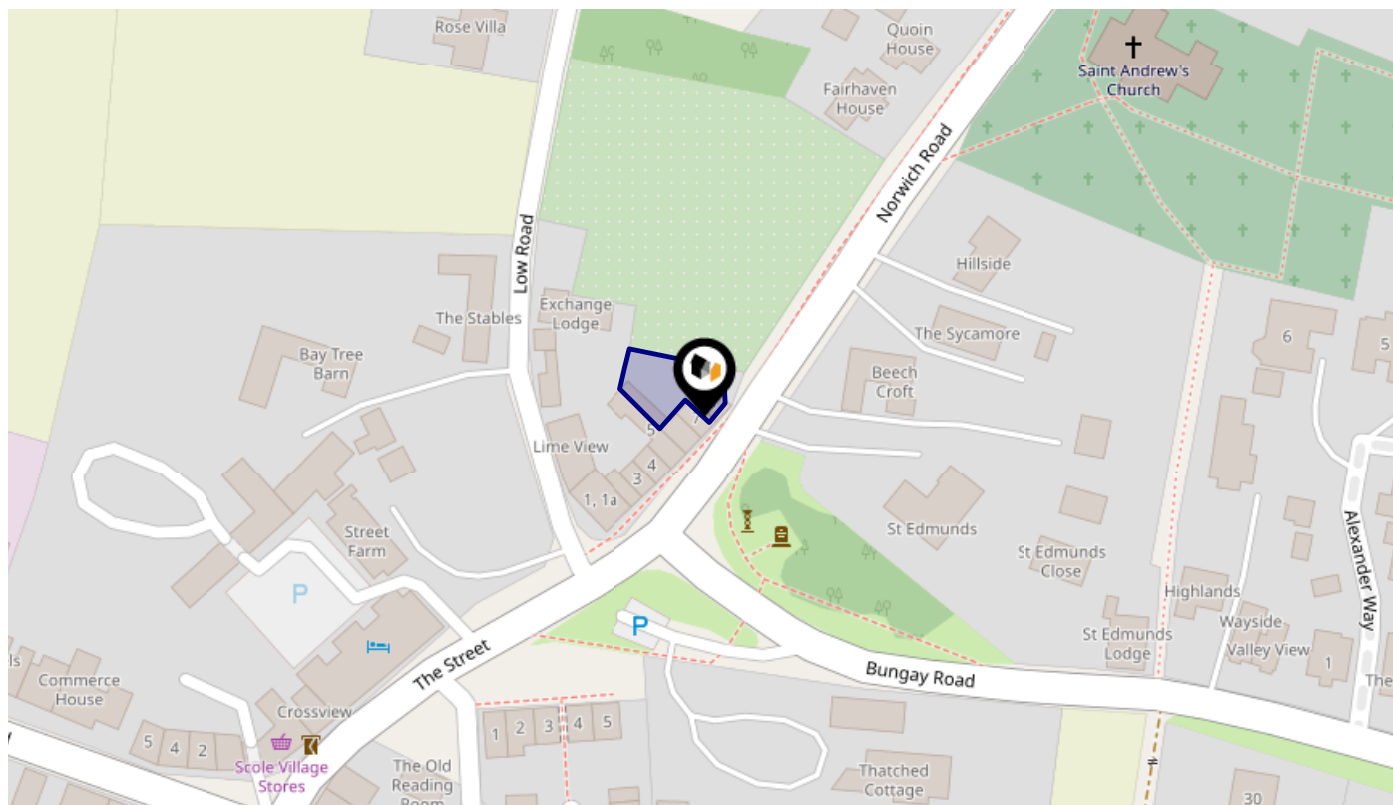 Rose Villa
Quoin
House
Saint Andrew's
Church
Fairhaven
House
Norwich Road
Low Road
Hillside
Exchange
Lodge
The Stables
The Sycamore
6
5
Bay Tree
Barn
Beech
Croft
7
5
Lime View
4
3
1, 1a
St Edmunds
Street
Farm
St Edmunds
Close
Alexander Way
P
Highlands
P
Wayside
St Edmunds
Lodge
Valley View
1
The Street
Bungay Road
Commerce
House
The
Crossview
1
2
3
4
5
5
4
2
Scole Village
Stores
The Old
Reading
Room
Thatched
Cottage
30